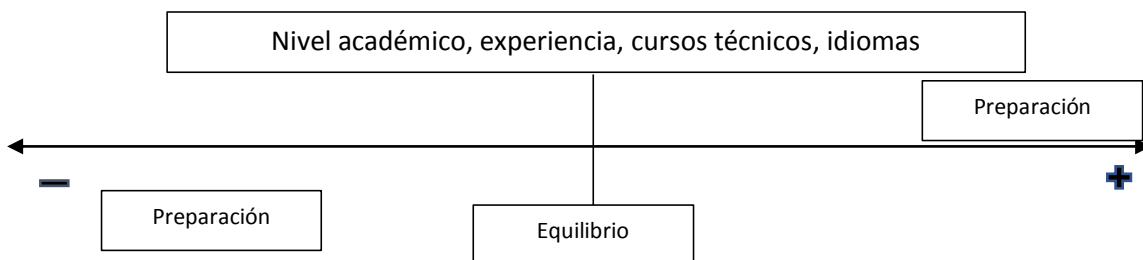 Nivel académico, experiencia, cursos técnicos, idiomas
Preparación
– +
Preparación
Equilibrio